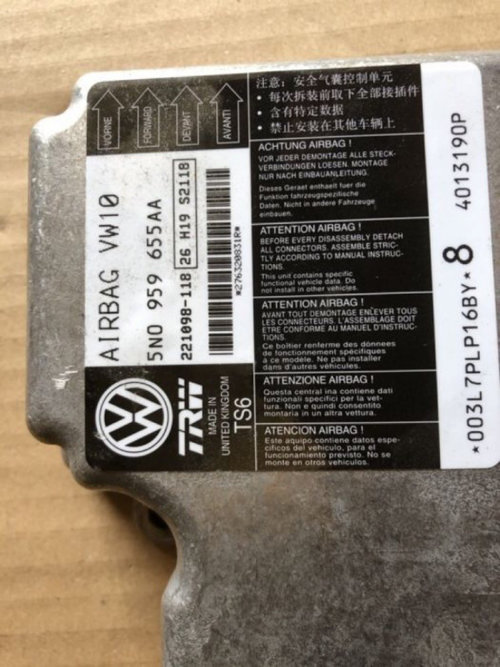 VORNE
FORWARD
DEVANT
AVANTI
AIRBAG VW10
5N0 959 655AA
221098-118 26 H19 S2118
*276320831R*
VW
TRW
MADE IN
UNITED KINGDOM
TS6
注意: 安全气囊控制单元
• 每次拆装前取下全部接插件
• 含有特定数据
• 禁止安装在其他车辆上
ACHTUNG AIRBAG !
VOR JEDER DEMONTAGE ALLE STECK-
VERBINDUNGEN LOESEN. MONTAGE
NUR NACH EINBAUANLEITUNG.
Dieses Geraet enthaelt fuer die
Funktion fahrzeugspezifische
Daten. Nicht in andere Fahrzeuge
einbauen.
ATTENTION AIRBAG !
BEFORE EVERY DISASSEMBLY DETACH
ALL CONNECTORS. ASSEMBLE STRIC-
TLY ACCORDING TO MANUAL INSTRUC-
TIONS.
This unit contains specific
functional vehicle data. Do
not install in other vehicles.
ATTENTION AIRBAG !
AVANT TOUT DEMONTAGE ENLEVER TOUS
LES CONNECTEURS. L'ASSEMBLAGE DOIT
ETRE CONFORME AU MANUEL D'INSTRUC-
TIONS.
Ce boîtier renferme des données
de fonctionnement spécifiques
à ce modèle. Ne pas installer
dans d'autres véhicules.
ATTENZIONE AIRBAG !
Questa central ina contiene dati
funzionali specifici per la vet-
tura. Non e quindi consentito
montarla in un altra vettura.
ATENCION AIRBAG !
Este aquipo contiene datos espe-
cificos del vehiculo, para el
funcionamiento previsto. No se
monte en otros vehiculos.
*003L7PLP16BY*8 4013190P